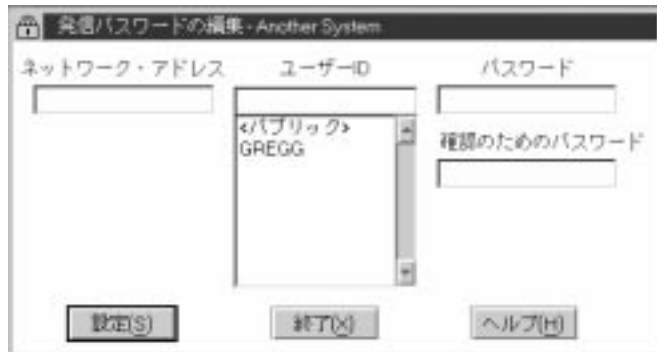 発信パスワードの編集 - Another System
ネットワーク・アドレス
ユーザーID
パスワード
<パブリック>
GREGG
確認のためのパスワード
設定(S)
終了(X)
ヘルプ(H)